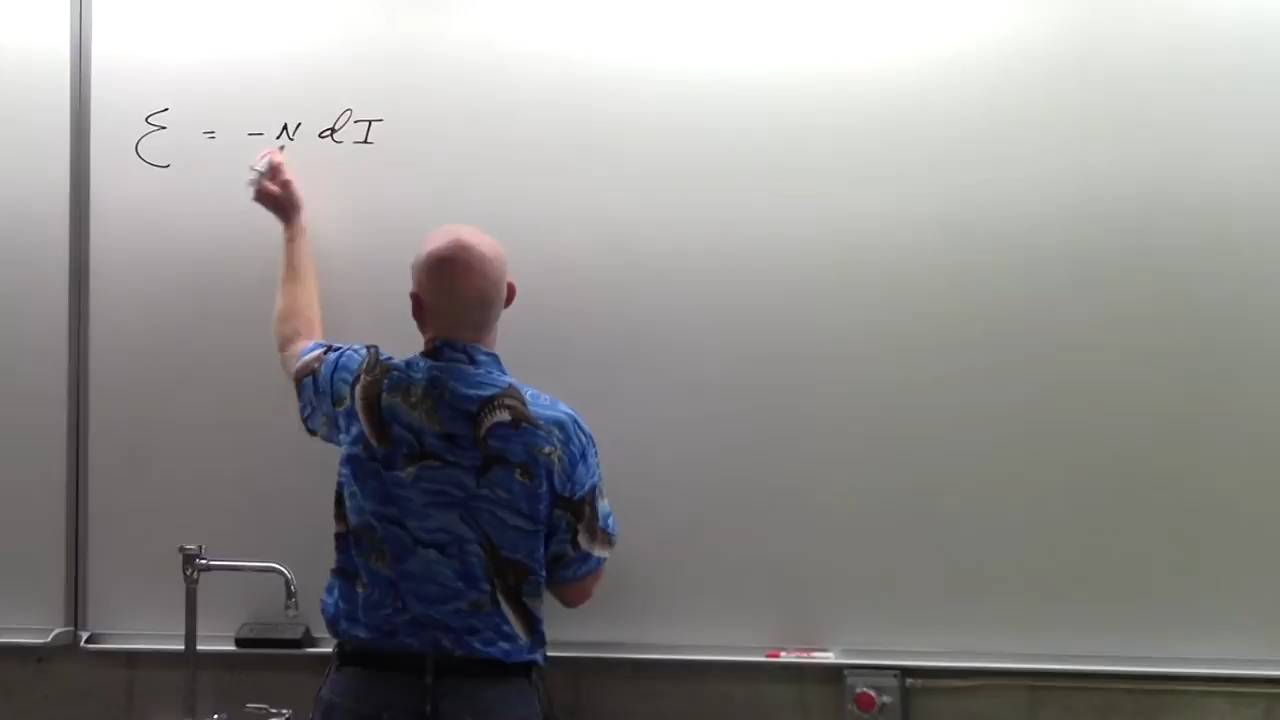 Ɛ = -N dI